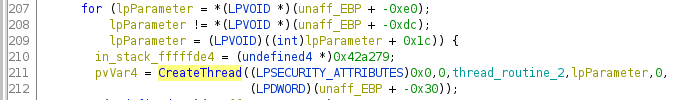 207 for (lpParameter = *(LPVOID *)(unaff_EBP + -0xe0);
208 lpParameter != *(LPVOID *)(unaff_EBP + -0xdc);
209 lpParameter = (LPVOID)((int)lpParameter + 0x1c)) {
210 in_stack_fffffde4 = (undefined4 *)0x42a279;
211 pvVar4 = CreateThread((LPSECURITY_ATTRIBUTES)0x0,0,thread_routine_2,lpParameter,0,
212 (LPDWORD)(unaff_EBP + -0x30));